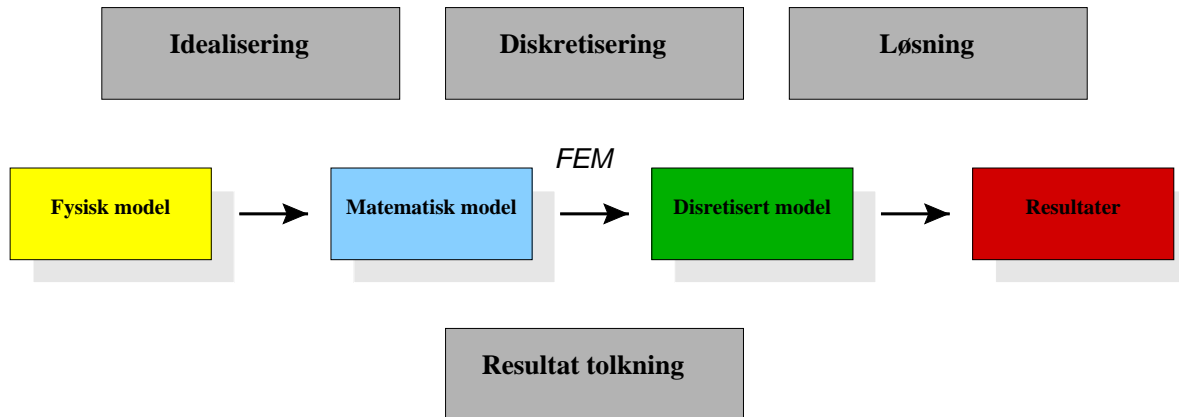 Idealisering
Diskretisering
Løsning
FEM
Fysisk model
Matematisk model
Disretisert model
Resultater
Resultat tolkning